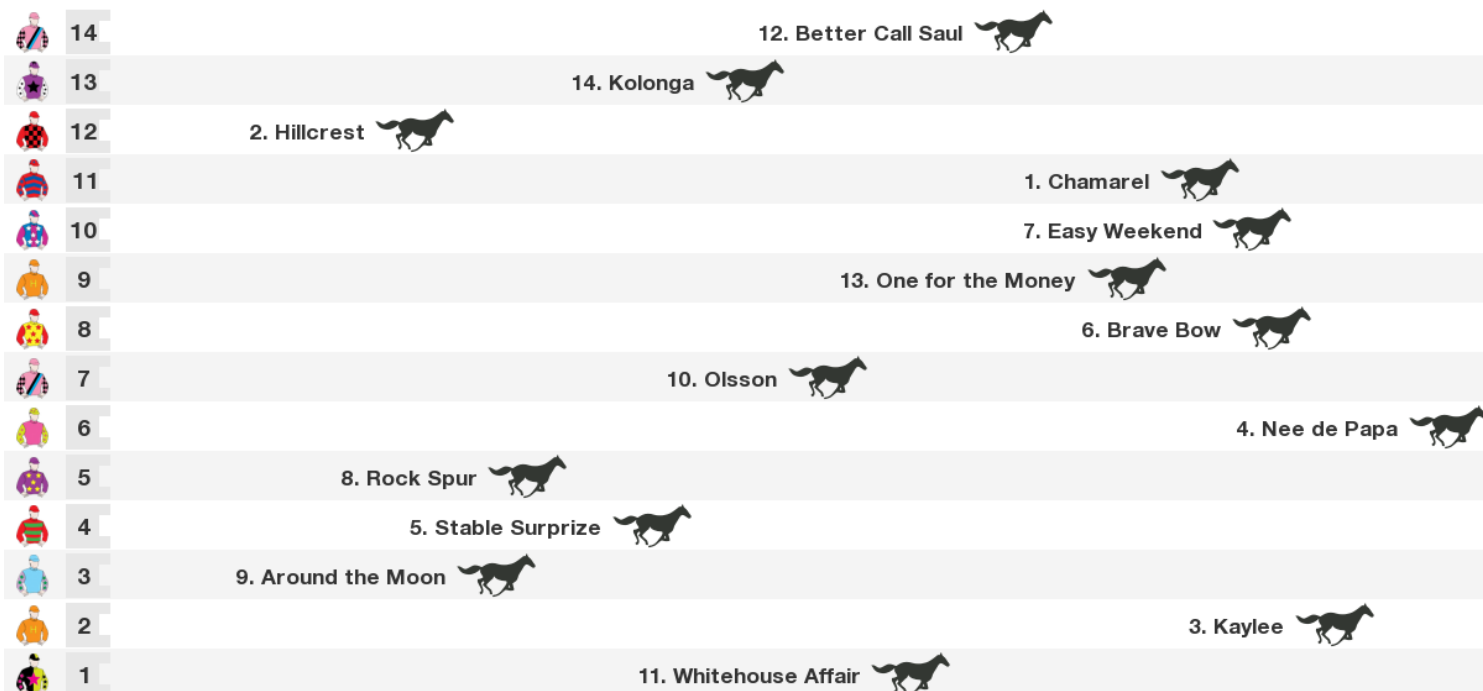 14 12. Better Call Saul
13 14. Kolonga
12 2. Hillcrest
11 1. Chamarel
10 7. Easy Weekend
9 13. One for the Money
8 6. Brave Bow
7 10. Olsson
6 4. Nee de Papa
5 8. Rock Spur
4 5. Stable Surprize
3 9. Around the Moon
2 3. Kaylee
1 11. Whitehouse Affair